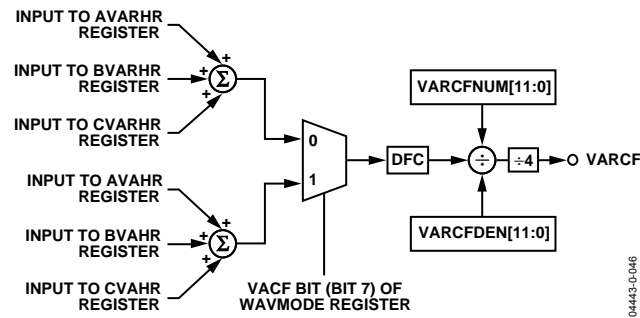 INPUT TO AVARHR
REGISTER
+
INPUT TO BVARHR
REGISTER
+
Σ
+
INPUT TO CVARHR
REGISTER
INPUT TO AVAHR
REGISTER
+
INPUT TO BVAHR
REGISTER
+
Σ
+
INPUT TO CVAHR
REGISTER
0
1
VACF BIT (BIT 7) OF
WAVMODE REGISTER
DFC
VARCFNUM[11:0]
÷
VARCFDEN[11:0]
÷4
VARCF
04443-0-046